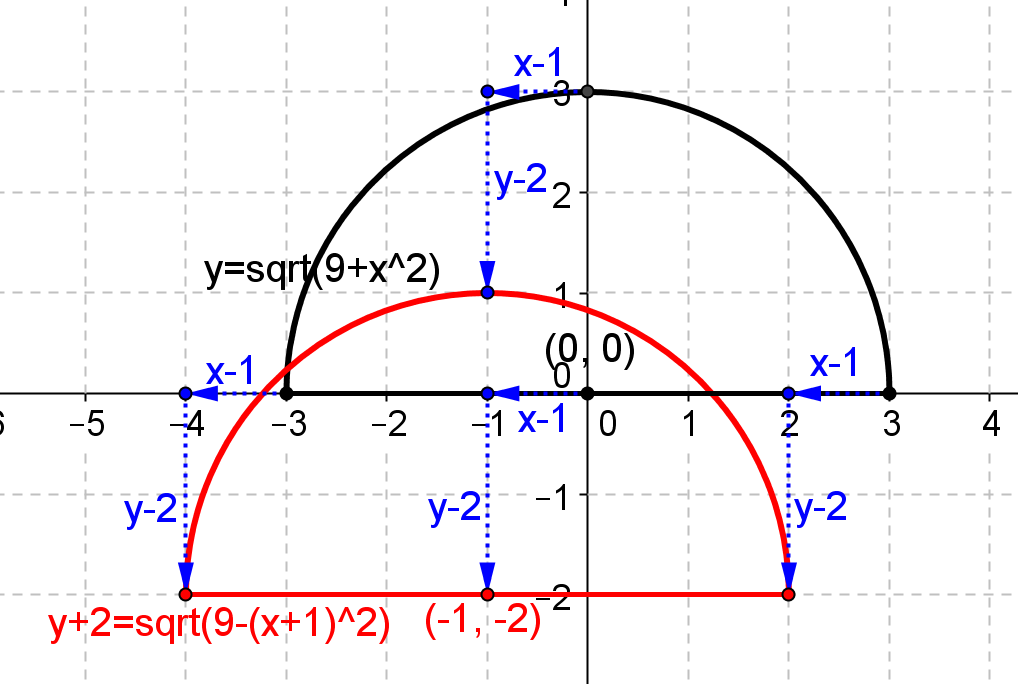 x-1
3
y-2
2
y=sqrt(9+x^2)
1
(0, 0)
x-1
x-1
0
−5
−4
−3
−2
−1
x-1
0
1
2
3
4
y-2
y-2
−1
y-2
−2
y+2=sqrt(9-(x+1)^2)
(-1, -2)